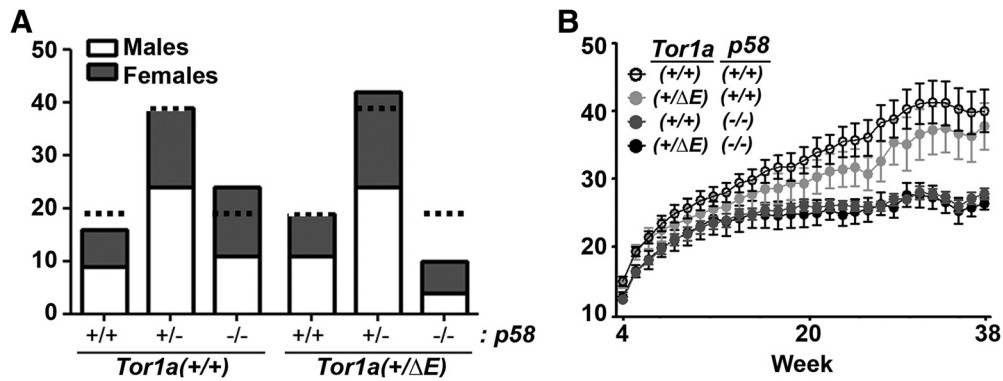 A
50
40
30
20
10
0
Males
Females
+/+ +/- -/- +/+ +/- -/- : p58
Tor1a(+/+) Tor1a(+/ΔE)
B
50
40
30
20
10
Tor1a p58
(+/+) (+/+)
(+/ΔE) (+/+)
(+/+) (-/-)
(+/ΔE) (-/-)
4 20 38
Week